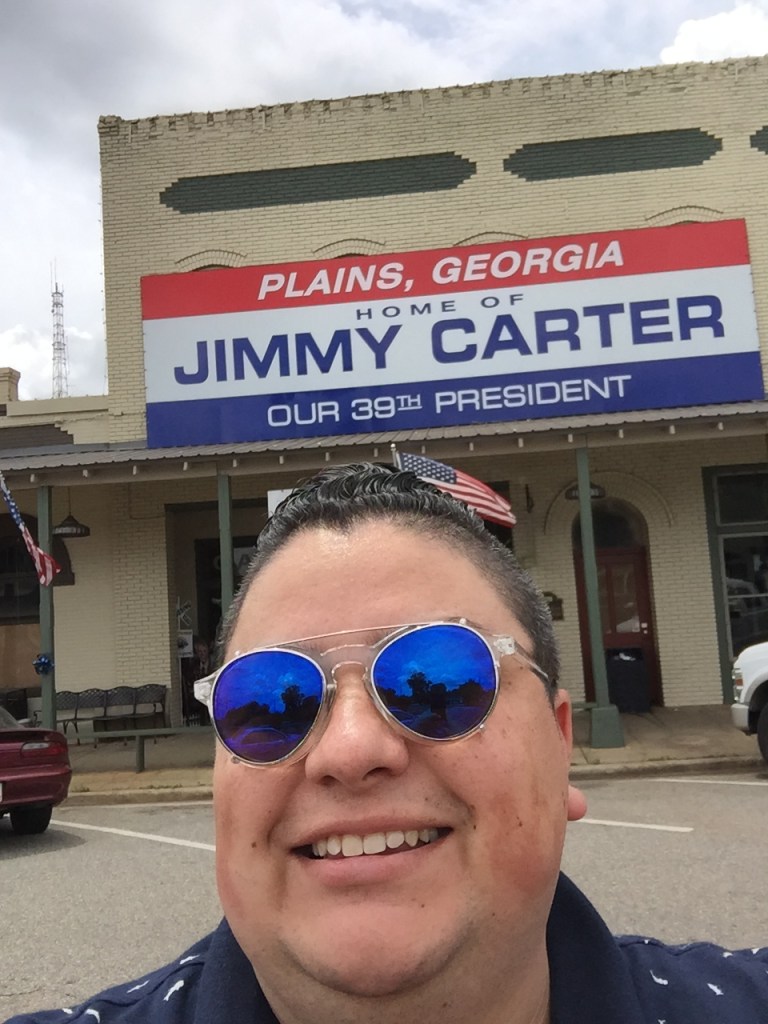 PLAINS, GEORGIA
HOME OF
JIMMY CARTER
OUR 39TH PRESIDENT